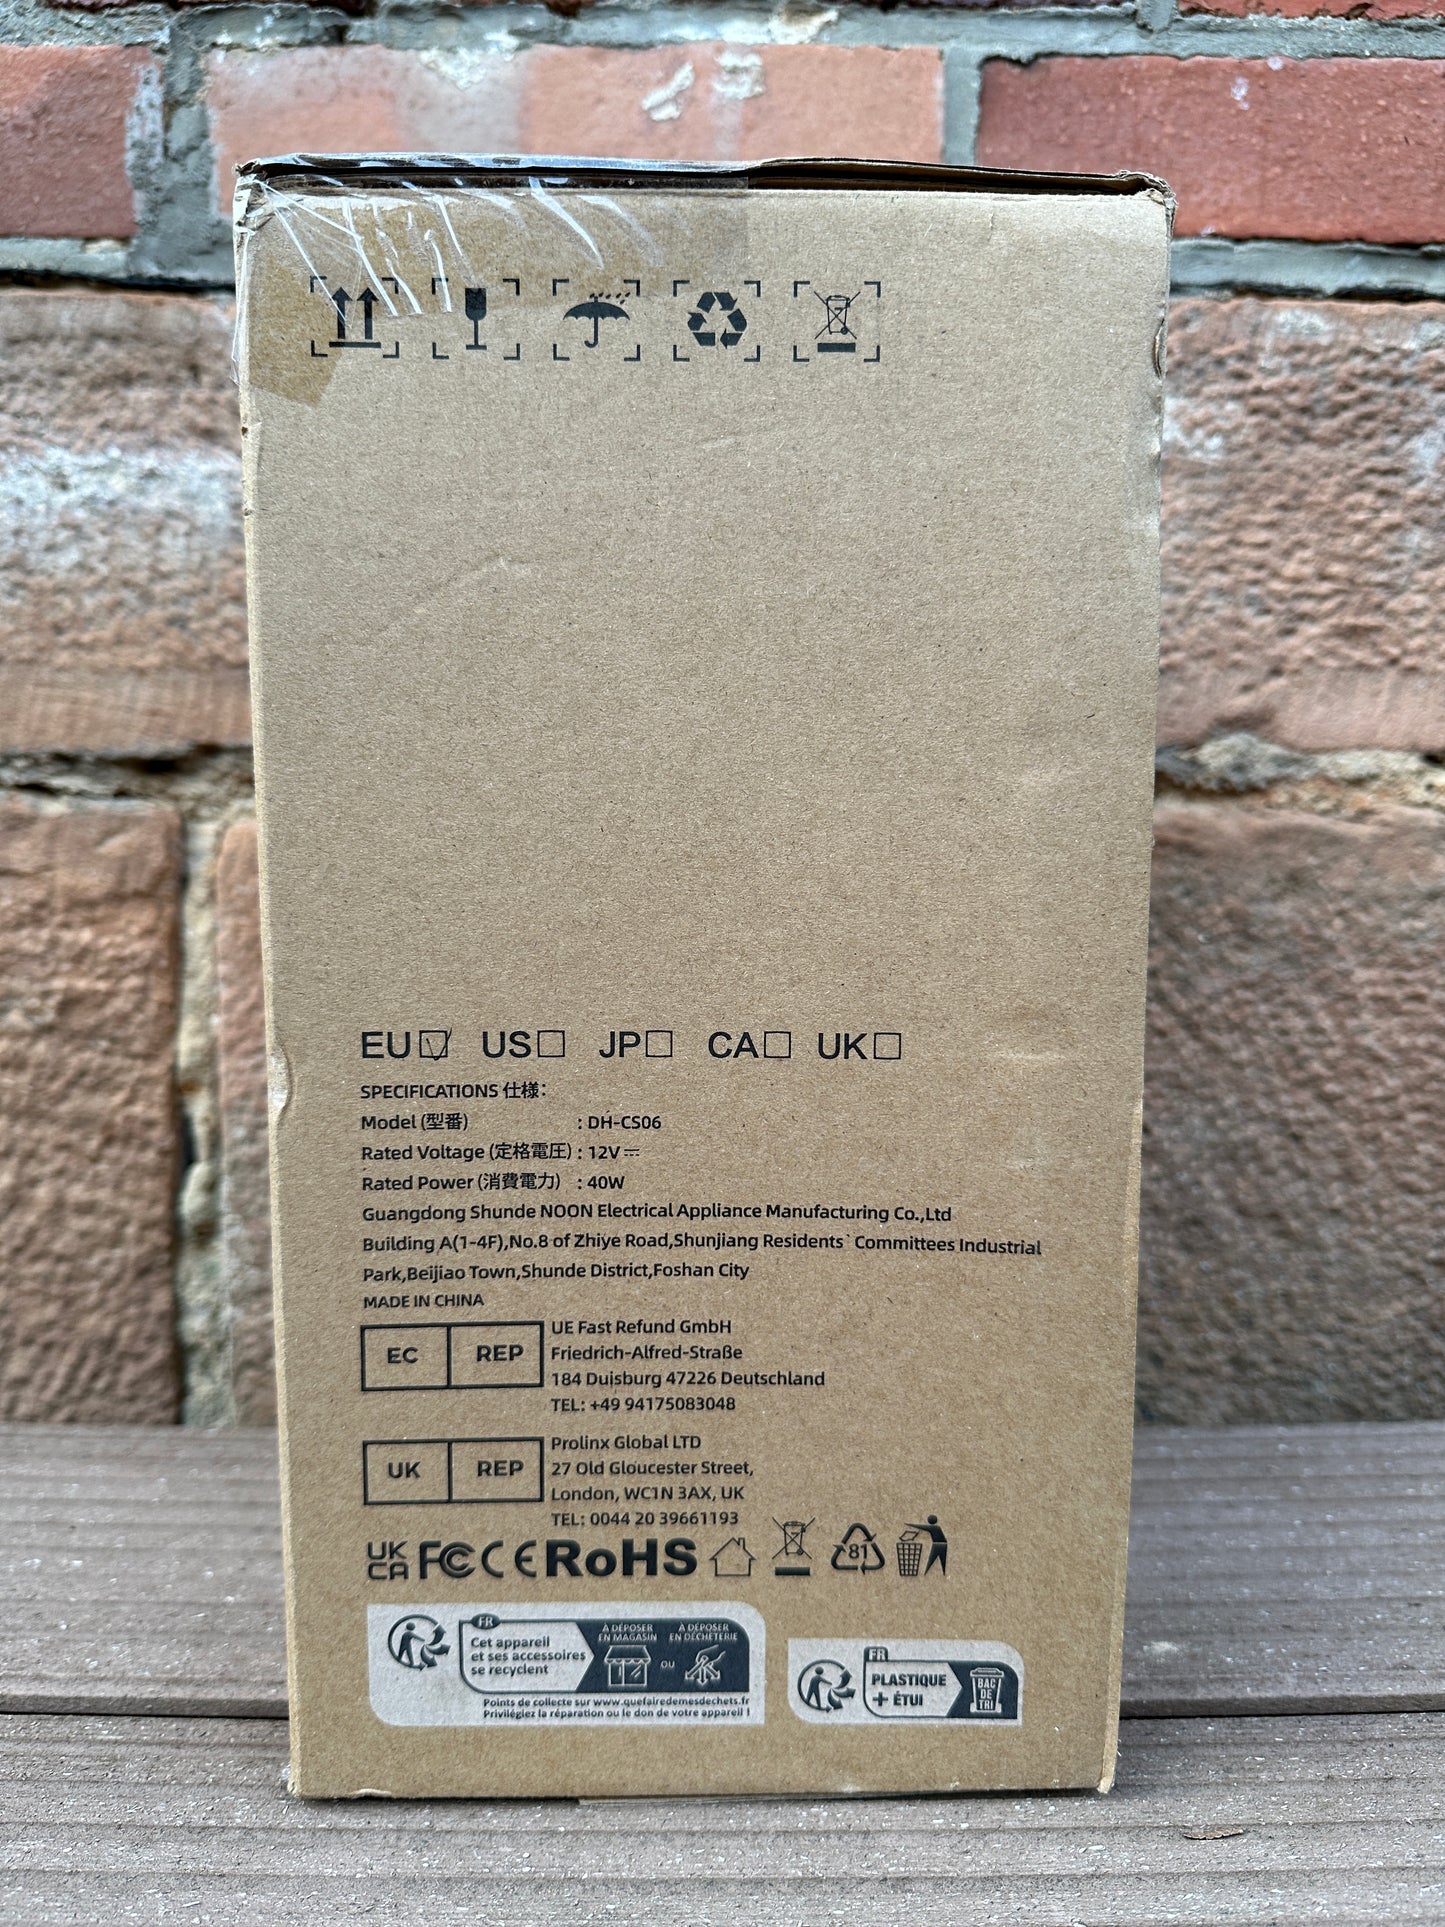 EU☑ US☐ JP☐ CA☐ UK☐
SPECIFICATIONS 仕様:
Model (型番) : DH-CS06
Rated Voltage (定格電圧) : 12V⎓
Rated Power (消費電力) : 40W
Guangdong Shunde NOON Electrical Appliance Manufacturing Co.,Ltd
Building A(1-4F),No.8 of Zhiye Road,Shunjiang Residents` Committees Industrial
Park,Beijiao Town,Shunde District,Foshan City
MADE IN CHINA
EC REP
UE Fast Refund GmbH
Friedrich-Alfred-Straße
184 Duisburg 47226 Deutschland
TEL: +49 94175083048
UK REP
Prolinx Global LTD
27 Old Gloucester Street,
London, WC1N 3AX, UK
TEL: 0044 20 39661193
UK
CA FC CE RoHS 81
FR
Cet appareil
et ses accessoires
se recyclent
À DÉPOSER
EN MAGASIN
OU
À DÉPOSER
EN DÉCHÈTERIE
Points de collecte sur www.quefairedemesdechets.fr
Privilégiez la réparation ou le don de votre appareil !
FR
PLASTIQUE
+ ÉTUI
BAC
DE
TRI